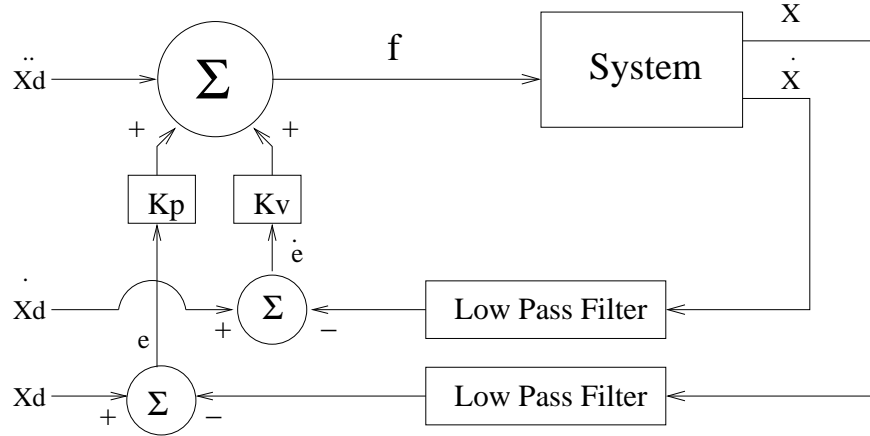 X
f
System
Ẍd
Σ
Ẋ
+ +
Kp Kv
ė
Ẋd
Σ
Low Pass Filter
+ −
e
Xd
Σ
Low Pass Filter
+ −